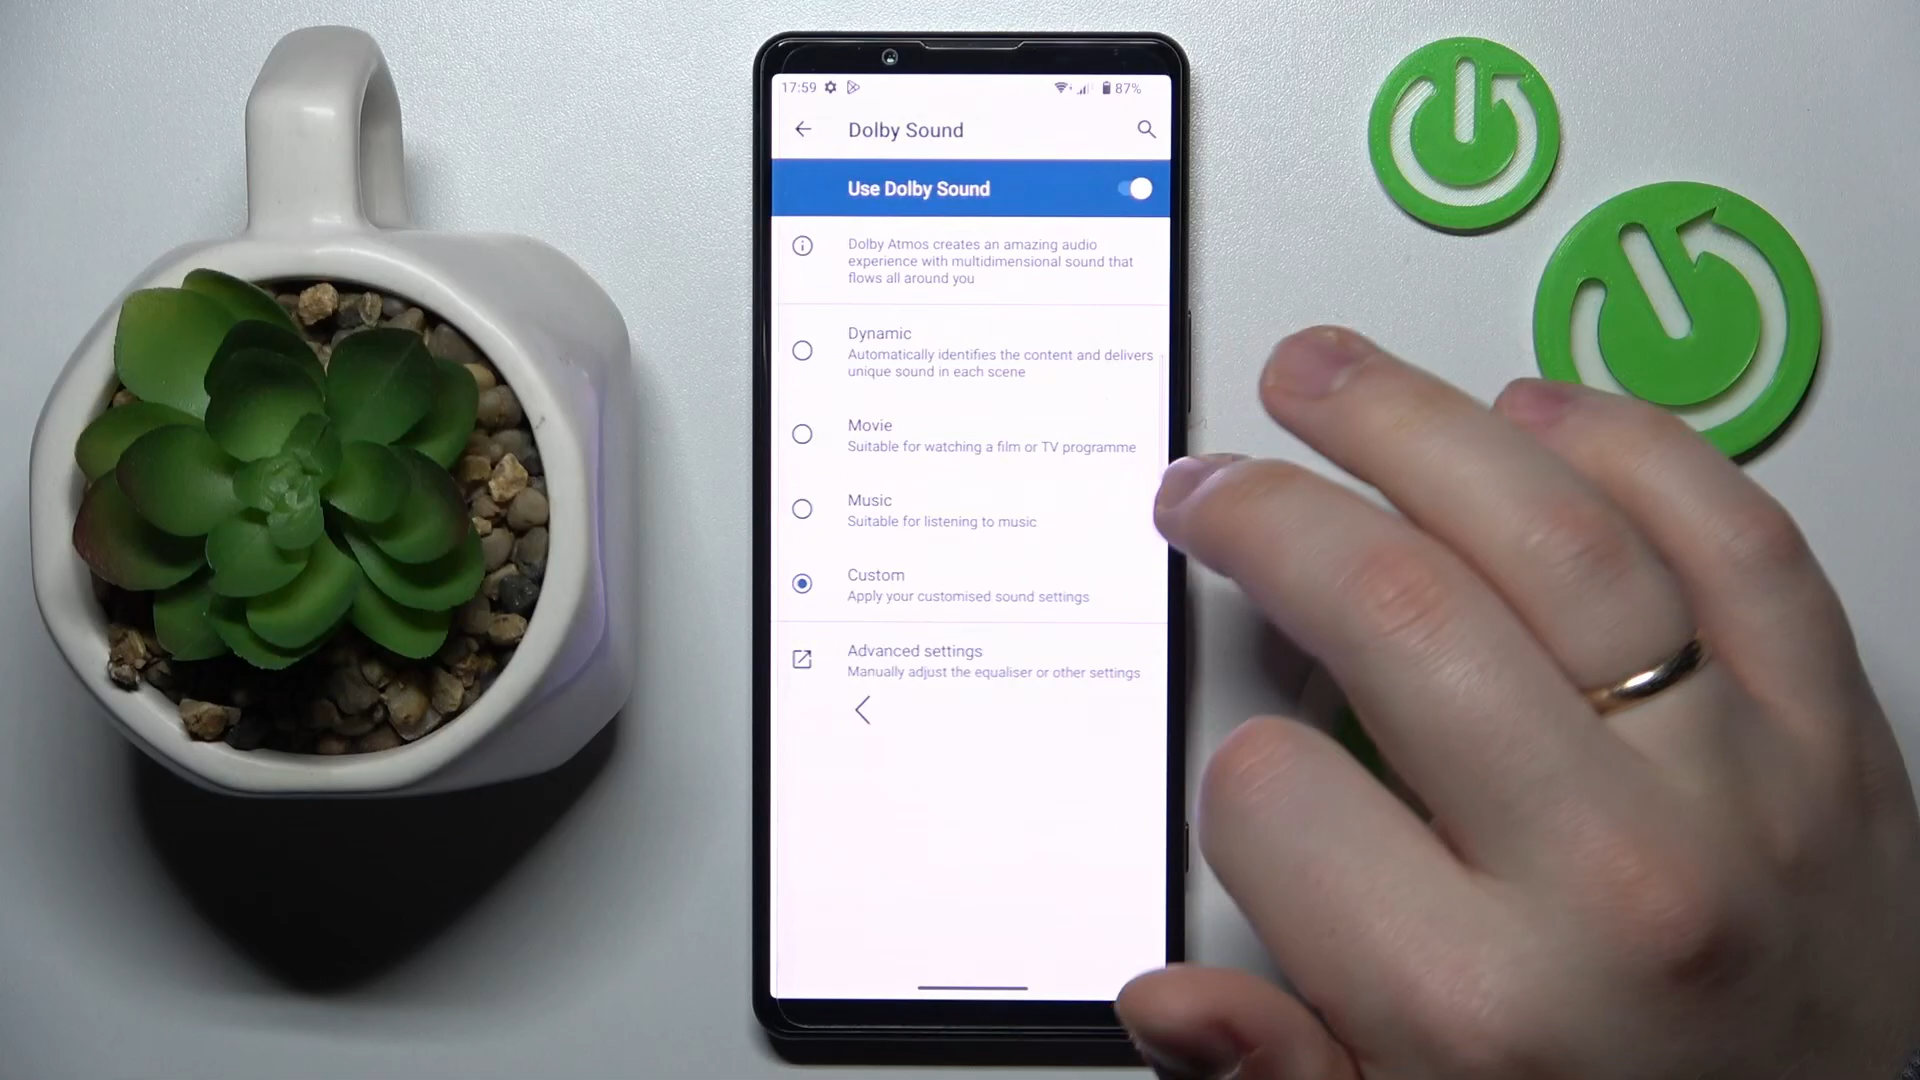 17:59
87%
Dolby Sound
Use Dolby Sound
Dolby Atmos creates an amazing audio
experience with multidimensional sound that
flows all around you
Dynamic
Automatically identifies the content and delivers
unique sound in each scene
Movie
Suitable for watching a film or TV programme
Music
Suitable for listening to music
Custom
Apply your customised sound settings
Advanced settings
Manually adjust the equaliser or other settings